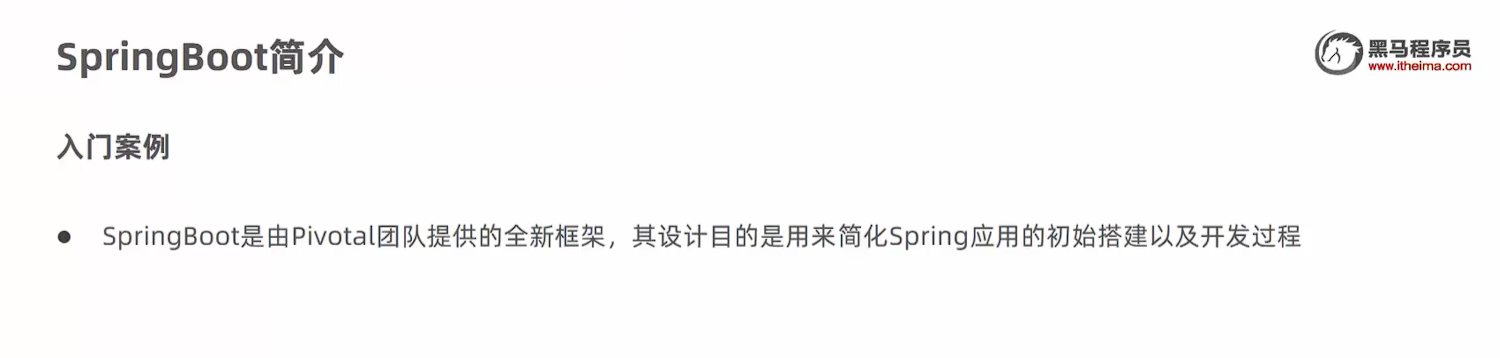 SpringBoot简介
黑马程序员
www.itheima.com
入门案例
● SpringBoot是由Pivotal团队提供的全新框架，其设计目的是用来简化Spring应用的初始搭建以及开发过程